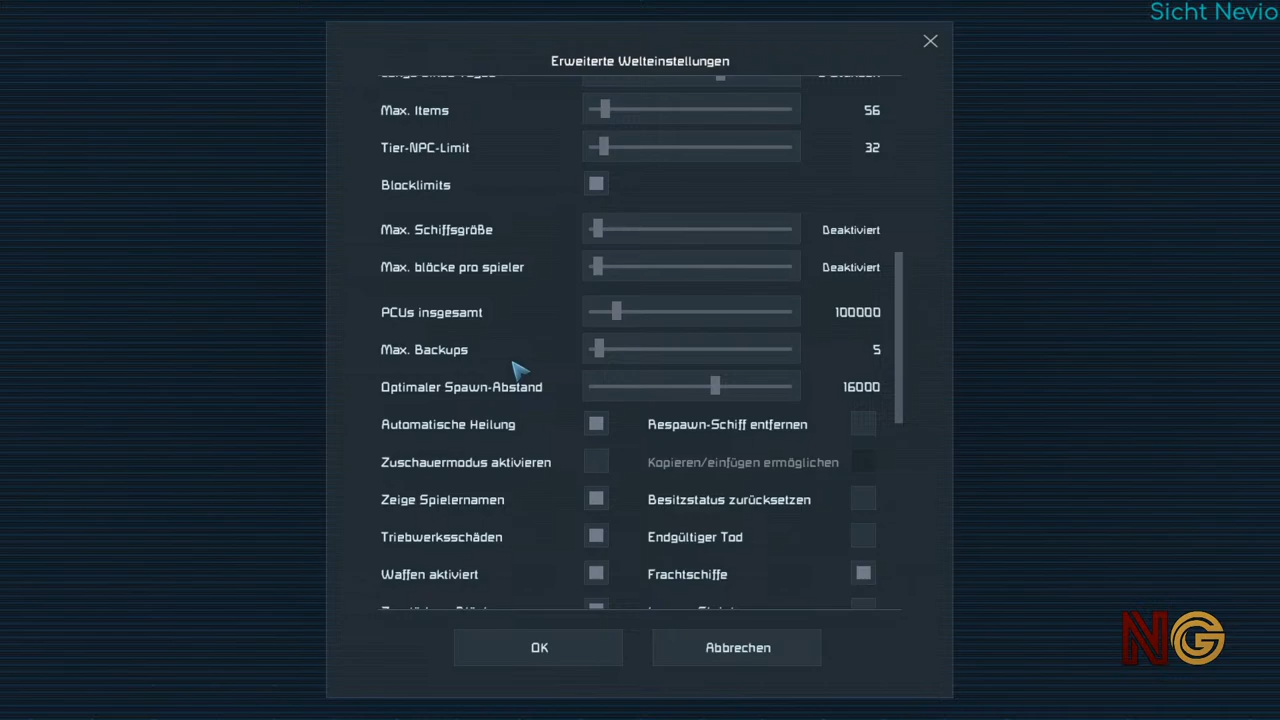 Sicht Nevio
Erweiterte Welteinstellungen
Max. Items 56
Tier-NPC-Limit 32
Blocklimits
Max. Schiffsgröße Deaktiviert
Max. blöcke pro spieler Deaktiviert
PCUs insgesamt 100000
Max. Backups 5
Optimaler Spawn-Abstand 16000
Automatische Heilung Respawn-Schiff entfernen
Zuschauermodus aktivieren Kopieren/einfügen ermöglichen
Zeige Spielernamen Besitzstatus zurücksetzen
Triebwerksschäden Endgültiger Tod
Waffen aktiviert Frachtschiffe
OK Abbrechen
NG